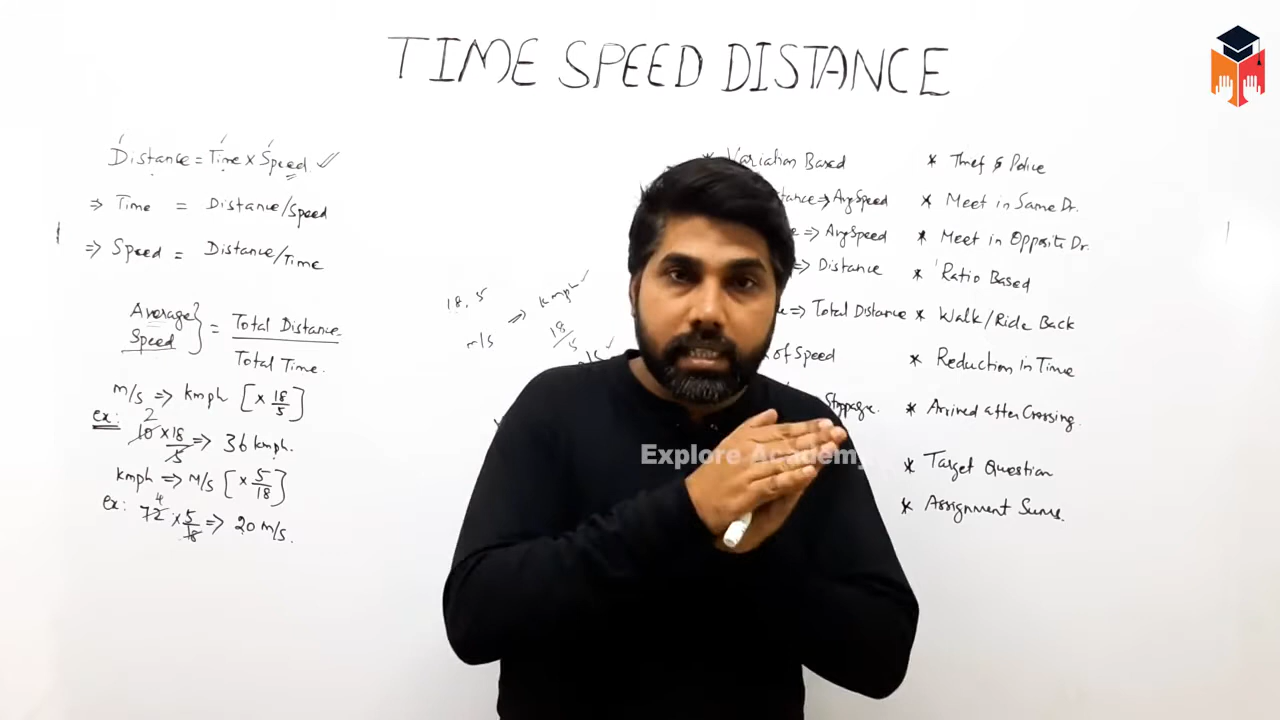 TIME SPEED DISTANCE
Distance = Time x Speed ✓
⇒ Time = Distance/Speed
⇒ Speed = Distance/Time
Average Speed } = Total Distance / Total Time.
M/s ⇒ kmph [× 18/5]
ex: 2
10 × 18/5 ⇒ 36 kmph.
kmph ⇒ M/s [× 5/18]
ex: 4
72 × 5/18 ⇒ 20 m/s.
18, 5
m/s ⇒ kmph ✓
18/5
* Variation Based
⇒ Avg Speed
⇒ Avg Speed
⇒ Distance
⇒ Total Distance
of Speed
Stoppage.
* Thief & Police
* Meet in Same Dr.
* Meet in Opposite Dr.
* Ratio Based
* Walk/Ride Back
* Reduction in Time
* Arrived after Crossing.
* Target Question
* Assignment Sums.
Explore Academy